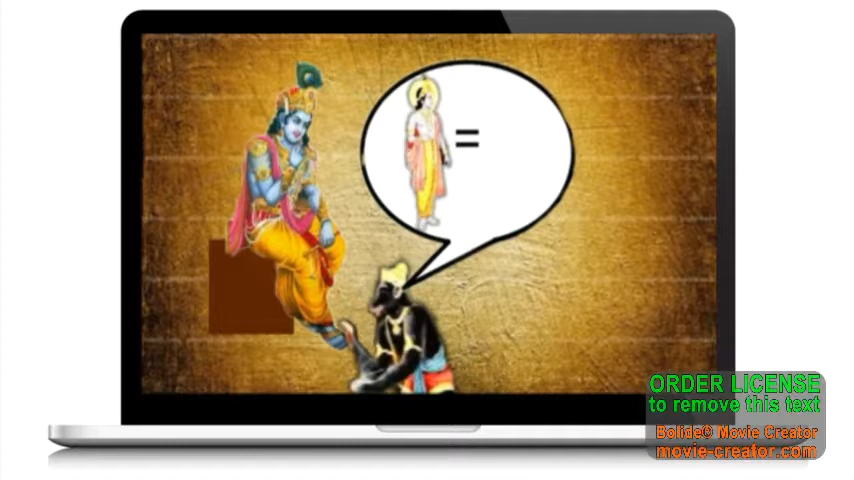 =
ORDER LICENSE
to remove this text
Bolide© Movie Creator
movie-creator.com